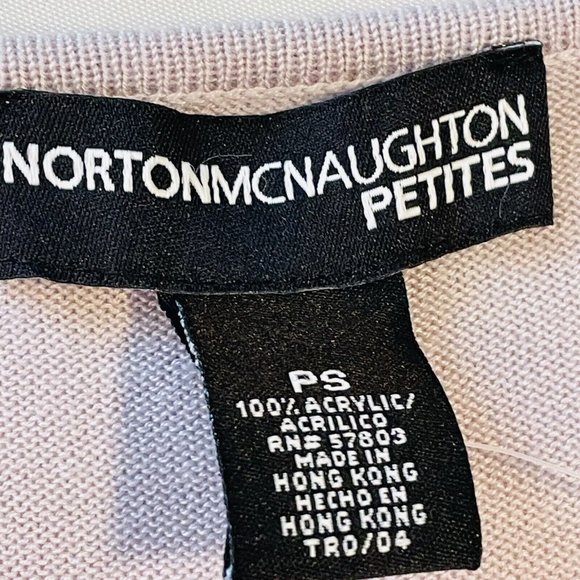 NORTONMCNAUGHTON
PETITES
PS
100% ACRYLIC/
ACRILICO
RN# 57803
MADE IN
HONG KONG
HECHO EN
HONG KONG
TRO/04